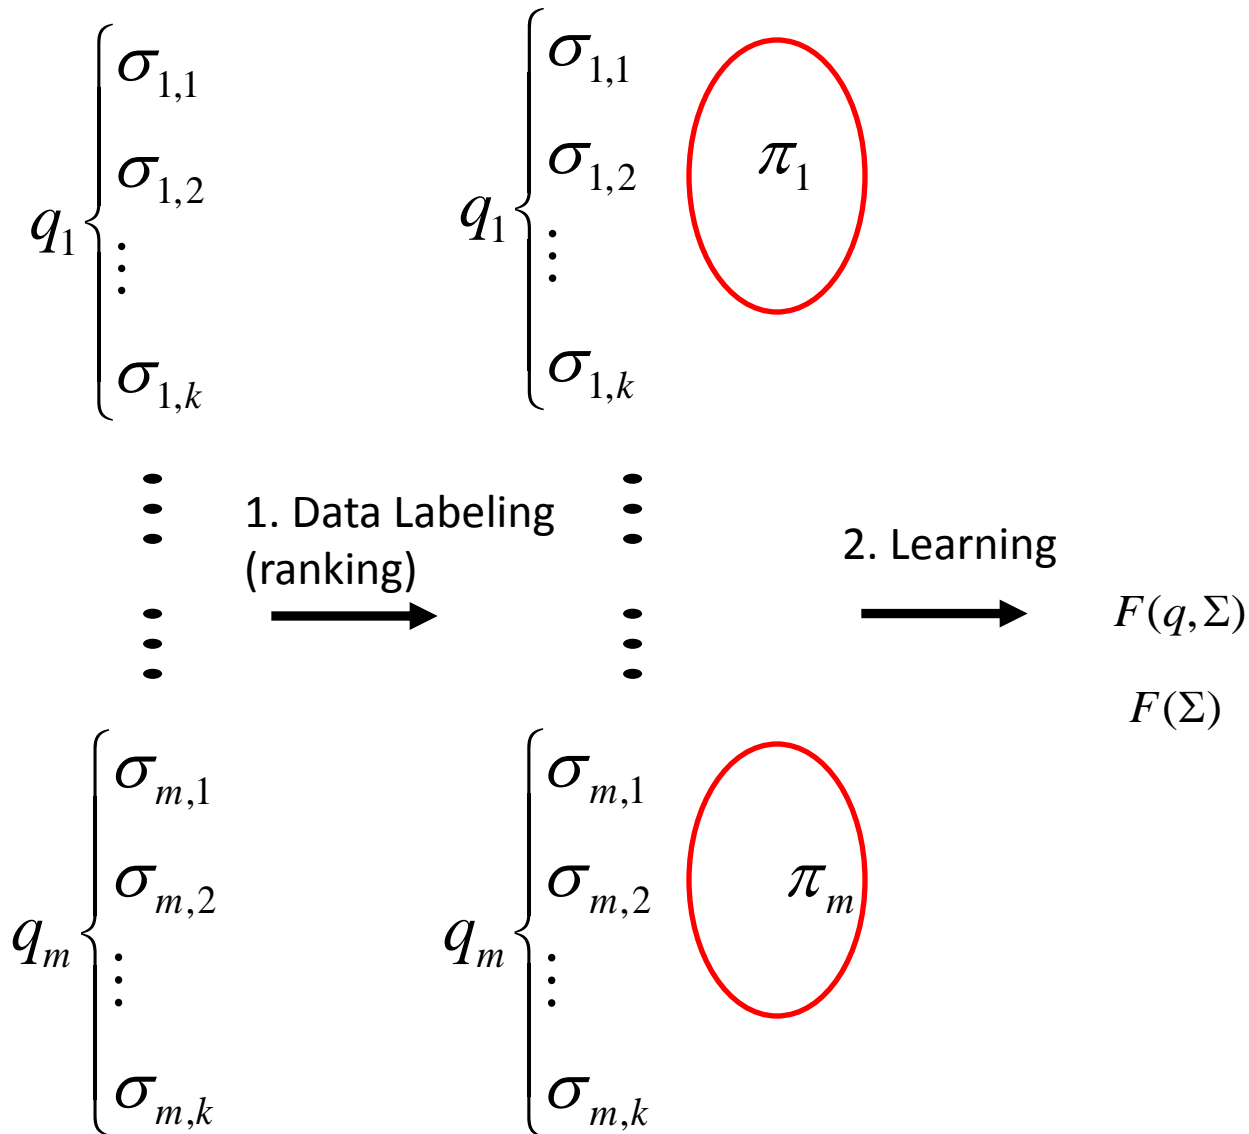 q₁ { σ₁,₁
σ₁,₂
⋮
σ₁,ₖ
q₁ { σ₁,₁
σ₁,₂
⋮
σ₁,ₖ
π₁
1. Data Labeling
(ranking)
2. Learning
F(q, Σ)
F(Σ)
qₘ { σₘ,₁
σₘ,₂
⋮
σₘ,ₖ
qₘ { σₘ,₁
σₘ,₂
⋮
σₘ,ₖ
πₘ